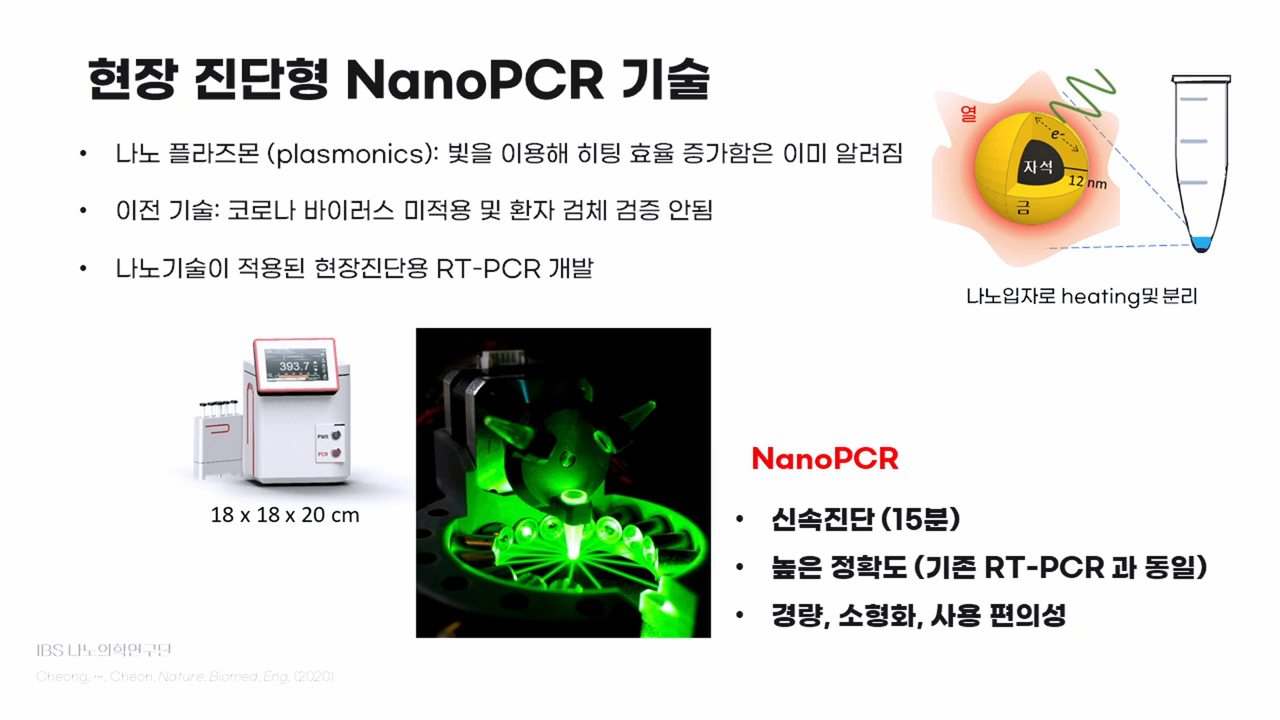 현장 진단형 NanoPCR 기술
• 나노 플라즈몬 (plasmonics): 빛을 이용해 히팅 효율 증가함은 이미 알려짐
• 이전 기술: 코로나 바이러스 미적용 및 환자 검체 검증 안됨
• 나노기술이 적용된 현장진단용 RT-PCR 개발
열
e⁻
자석
12 nm
금
나노입자로 heating및 분리
393.7
PWR
PCR
18 x 18 x 20 cm
NanoPCR
• 신속진단 (15분)
• 높은 정확도 (기존 RT-PCR 과 동일)
• 경량, 소형화, 사용 편의성
IBS 나노의학연구단
Cheong, ···, Cheon. Nature. Biomed. Eng. (2020)